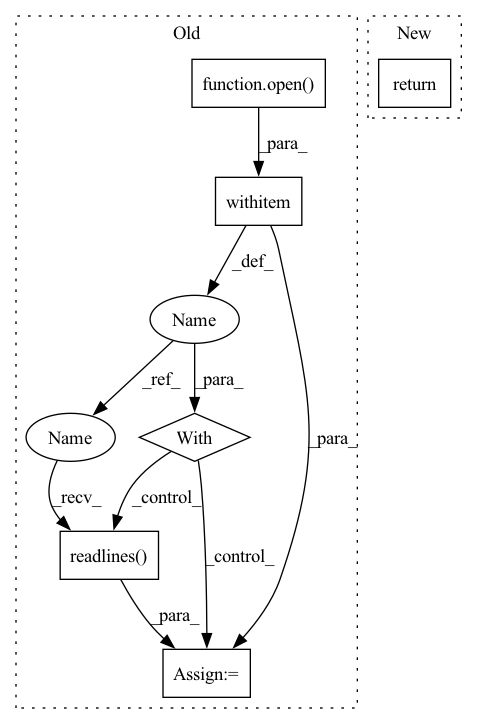 Old
New
function.open()
return
_para_
withitem
_def_
Name
_ref_
_para_
_para_
Name
With
_recv_
_control_
_control_
readlines()
_para_
Assign:=